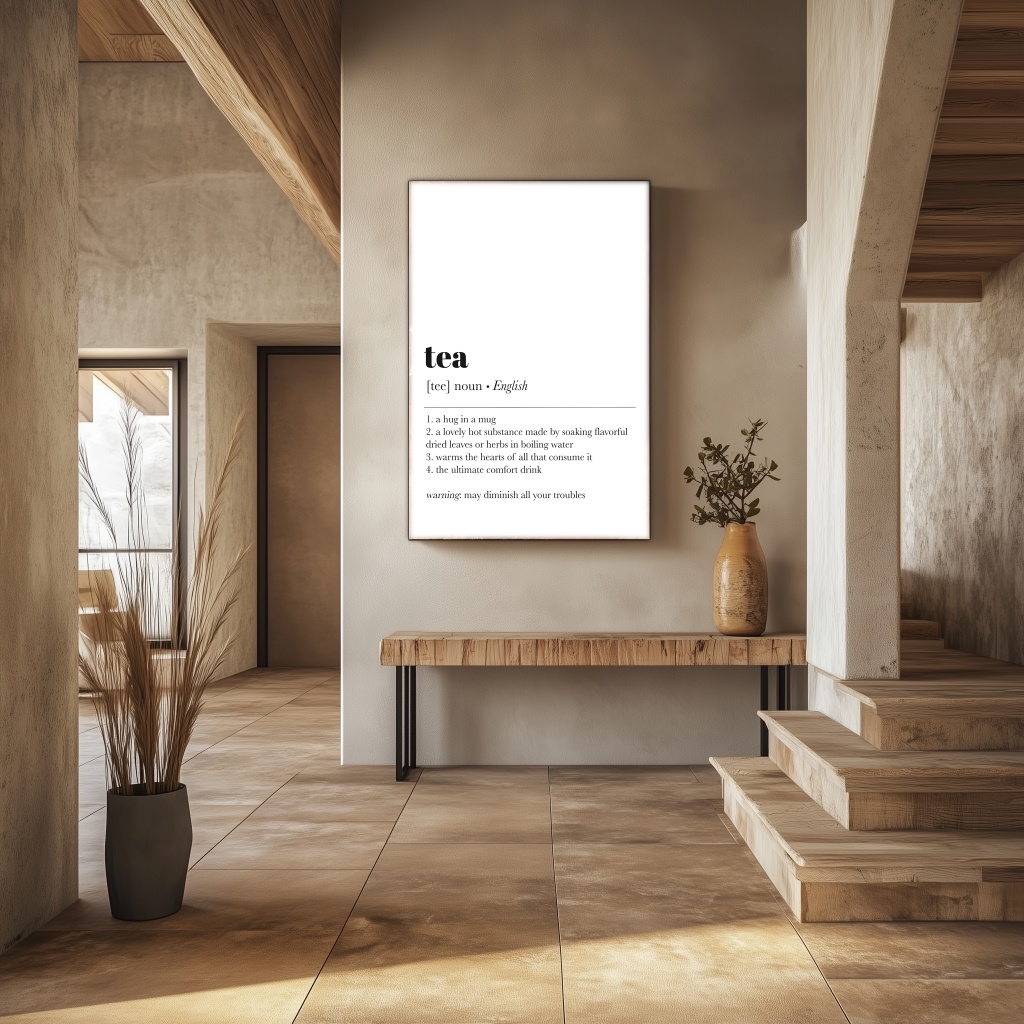 tea
[tee] noun • English
1. a hug in a mug
2. a lovely hot substance made by soaking flavorful
dried leaves or herbs in boiling water
3. warms the hearts of all that consume it
4. the ultimate comfort drink
warning: may diminish all your troubles